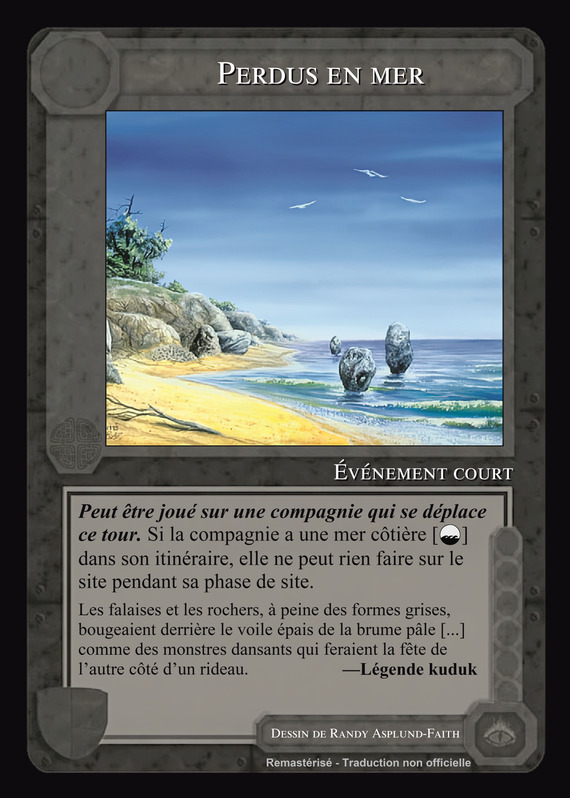 Perdus en mer
Événement court
Peut être joué sur une compagnie qui se déplace
ce tour. Si la compagnie a une mer côtière [ ]
dans son itinéraire, elle ne peut rien faire sur le
site pendant sa phase de site.
Les falaises et les rochers, à peine des formes grises,
bougeaient derrière le voile épais de la brume pâle [...]
comme des monstres dansants qui feraient la fête de
l'autre côté d'un rideau. —Légende kuduk
Dessin de Randy Asplund-Faith
Remastérisé - Traduction non officielle